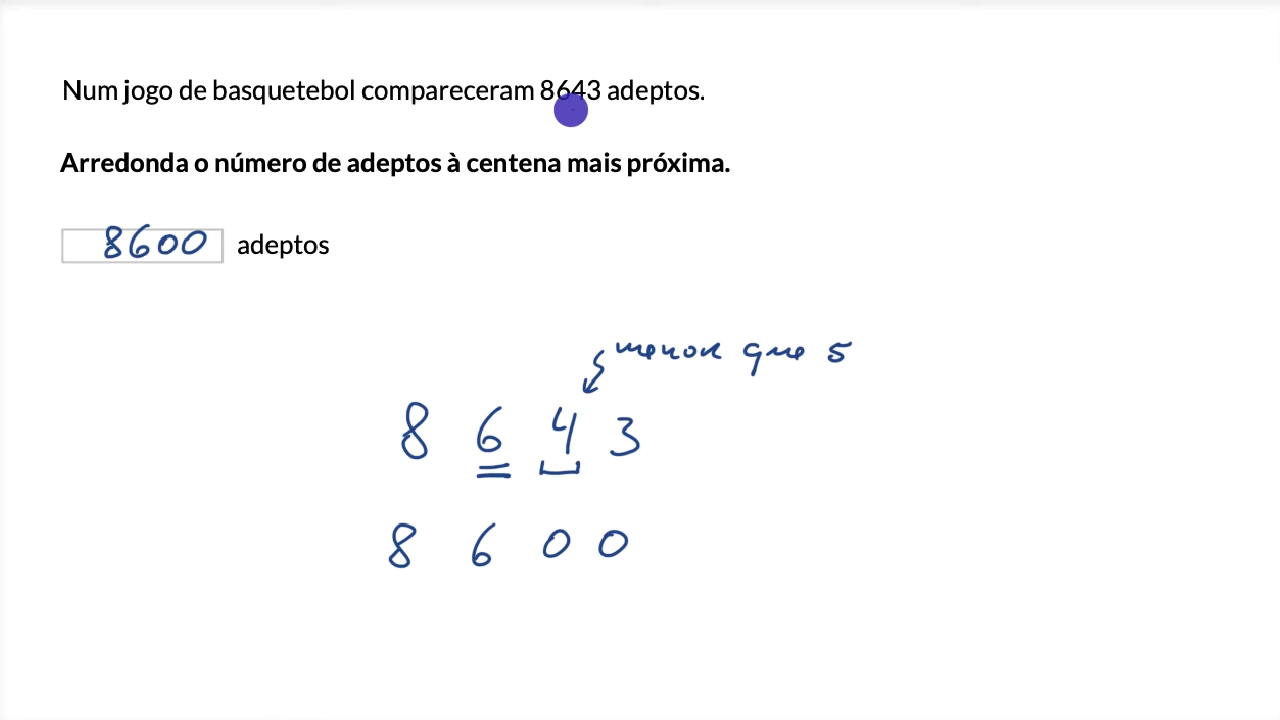 Num jogo de basquetebol compareceram 8643 adeptos.
Arredonda o número de adeptos à centena mais próxima.
8600 adeptos
menor que 5
8 6 4 3
8 6 0 0